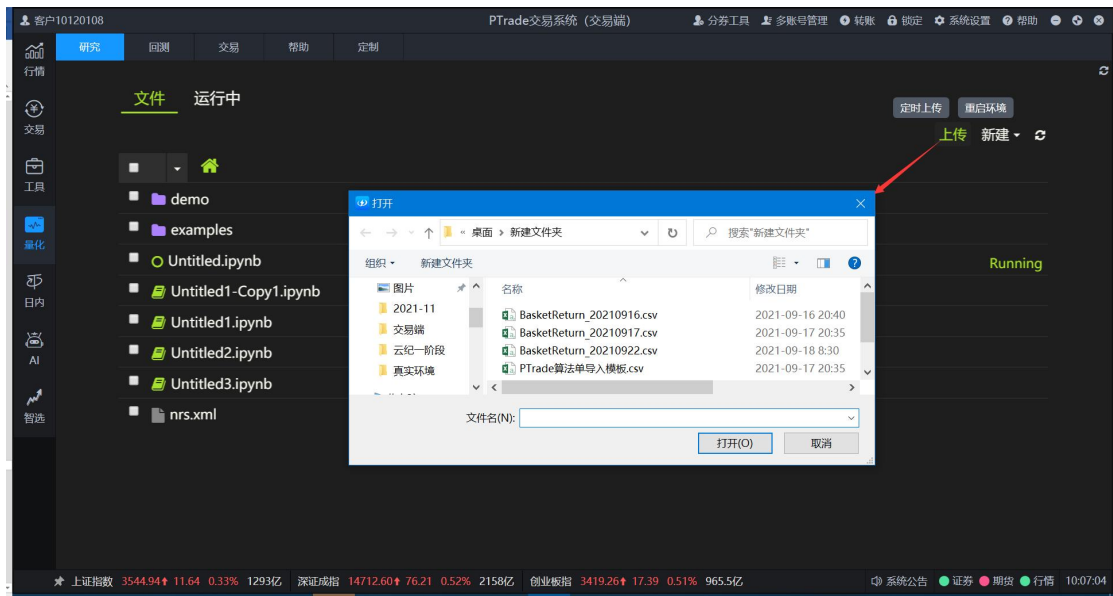 客户10120108 PTrade交易系统（交易端） 分券工具 多账号管理 转账 锁定 系统设置 帮助
行情 研究 回测 交易 帮助 定制
文件 运行中
定时上传 重启环境
上传 新建
交易
工具
量化
日内
AI
智选
demo
examples
Untitled.ipynb Running
Untitled1-Copy1.ipynb
Untitled1.ipynb
Untitled2.ipynb
Untitled3.ipynb
nrs.xml
打开
« 桌面 › 新建文件夹 搜索"新建文件夹"
组织 新建文件夹
图片
2021-11
交易端
云纪一阶段
真实环境
名称 修改日期
BasketReturn_20210916.csv 2021-09-16 20:40
BasketReturn_20210917.csv 2021-09-17 20:35
BasketReturn_20210922.csv 2021-09-18 8:30
PTrade算法单导入模板.csv 2021-09-17 20:35
文件名(N):
打开(O) 取消
上证指数 3544.94↑ 11.64 0.33% 1293亿 深证成指 14712.60↑ 76.21 0.52% 2158亿 创业板指 3419.26↑ 17.39 0.51% 965.5亿 系统公告 证券 期货 行情 10:07:04